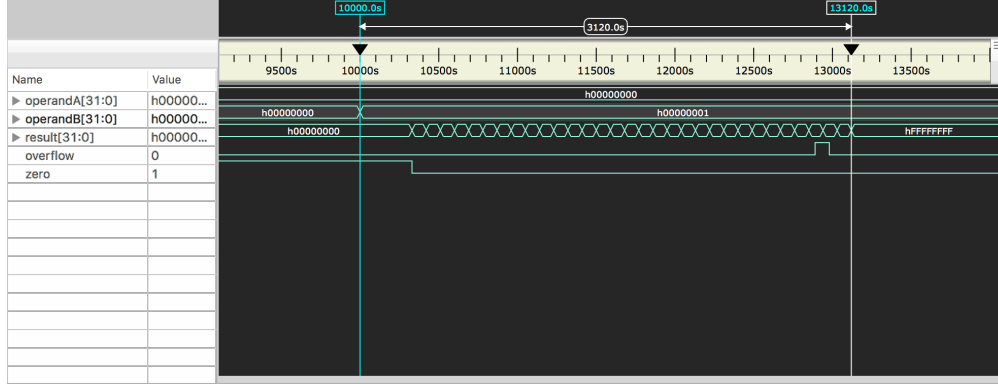 10000.0s 13120.0s
3120.0s
9500s 10000s 10500s 11000s 11500s 12000s 12500s 13000s 13500s
Name Value
operandA[31:0] h00000... h00000000
operandB[31:0] h00000... h00000000 h00000001
result[31:0] h00000... h00000000 hFFFFFFFF
overflow 0
zero 1